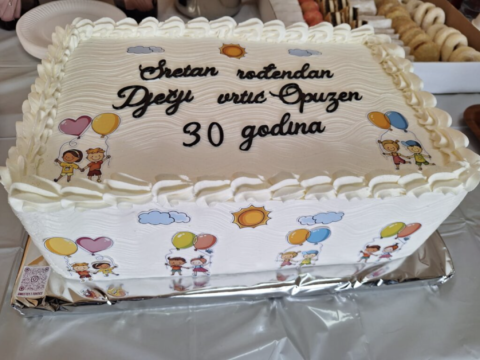 Sretan rođendan
Dječji vrtić Opuzen
30 godina